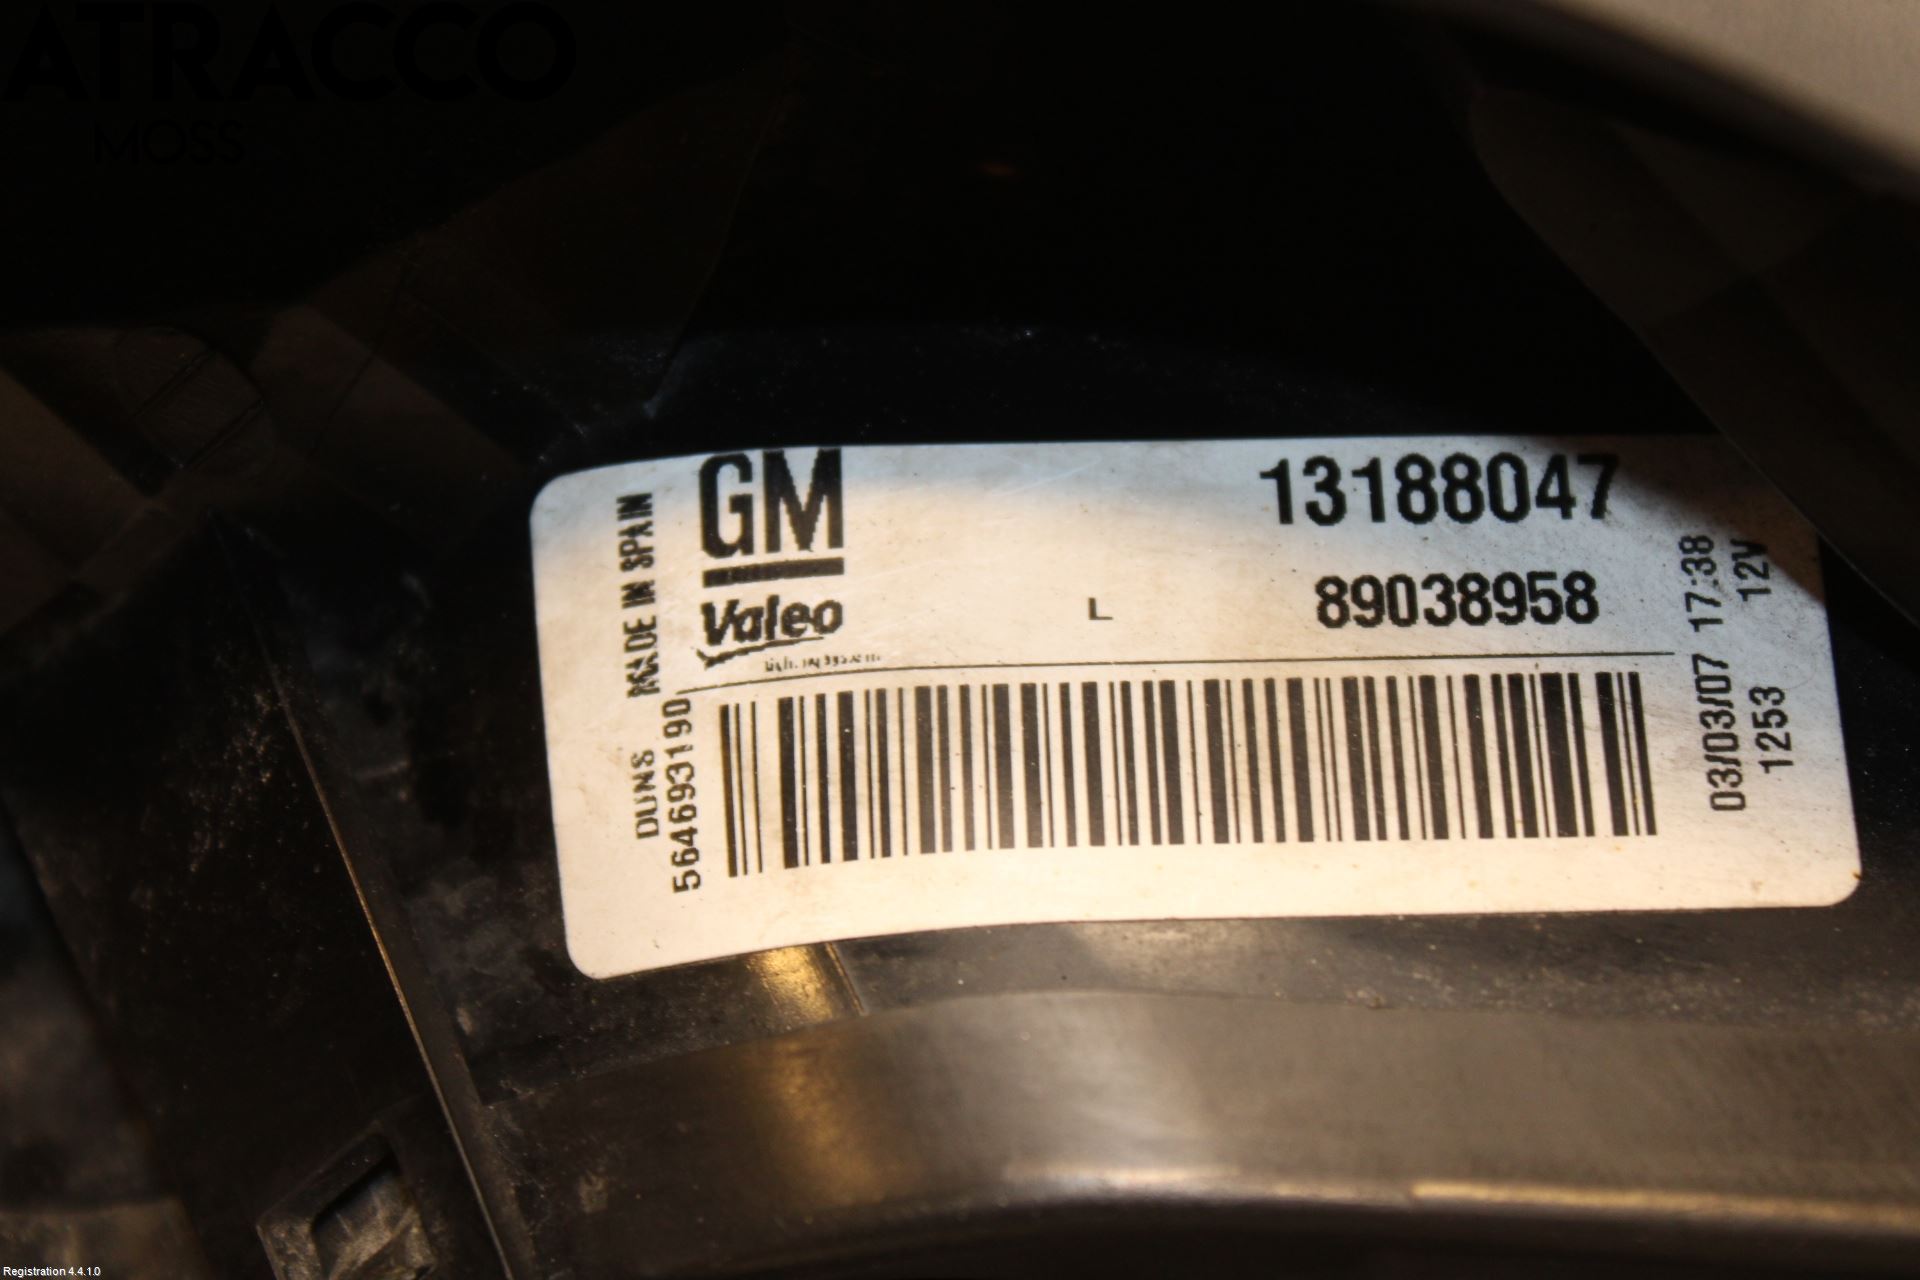 ATRACCO
MOSS
GM
13188047
Valeo
L
89038958
MADE IN SPAIN
DUNS
564693190
17:38
12V
03/03/07
1253
Registration 4.4.1.0